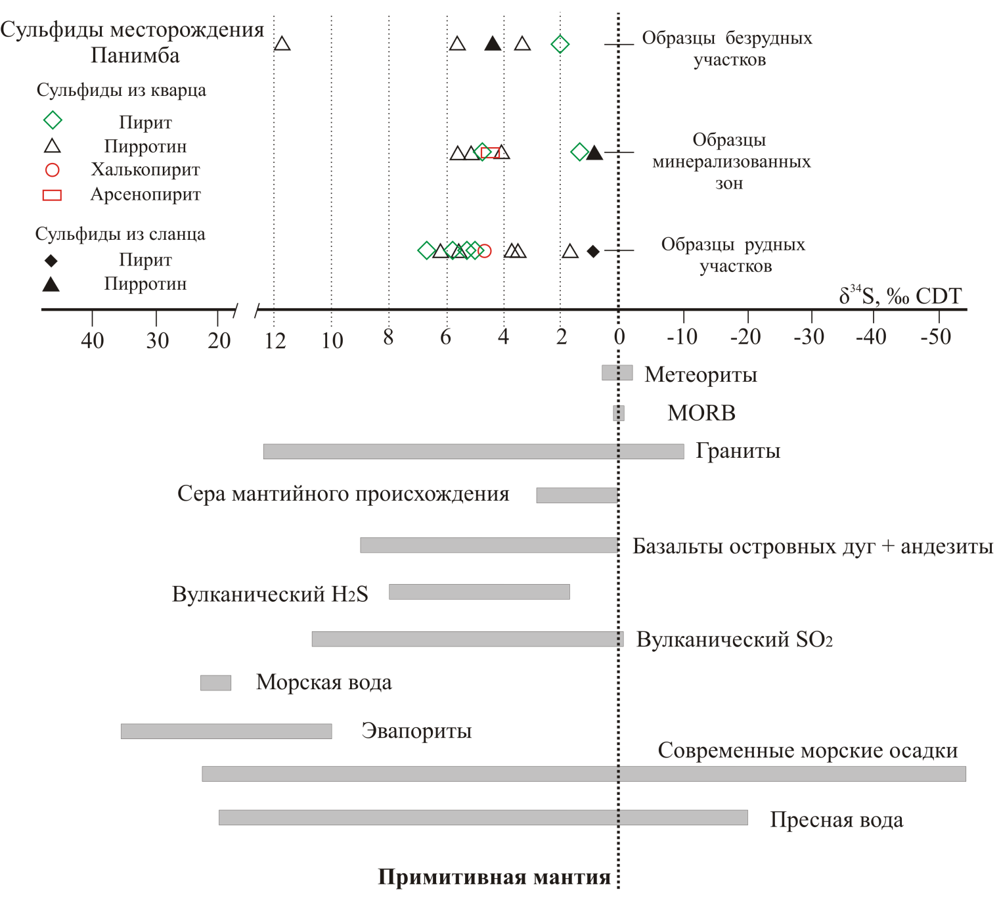 Сульфиды месторождения
Панимба
Сульфиды из кварца
Пирит
Пирротин
Халькопирит
Арсенопирит
Сульфиды из сланца
Пирит
Пирротин
Образцы безрудных
участков
Образцы
минерализованных
зон
Образцы рудных
участков
δ³⁴S, ‰ CDT
40 30 20 12 10 8 6 4 2 0 -10 -20 -30 -40 -50
Метеориты
MORB
Граниты
Сера мантийного происхождения
Базальты островных дуг + андезиты
Вулканический H2S
Вулканический SO2
Морская вода
Эвапориты
Современные морские осадки
Пресная вода
Примитивная мантия